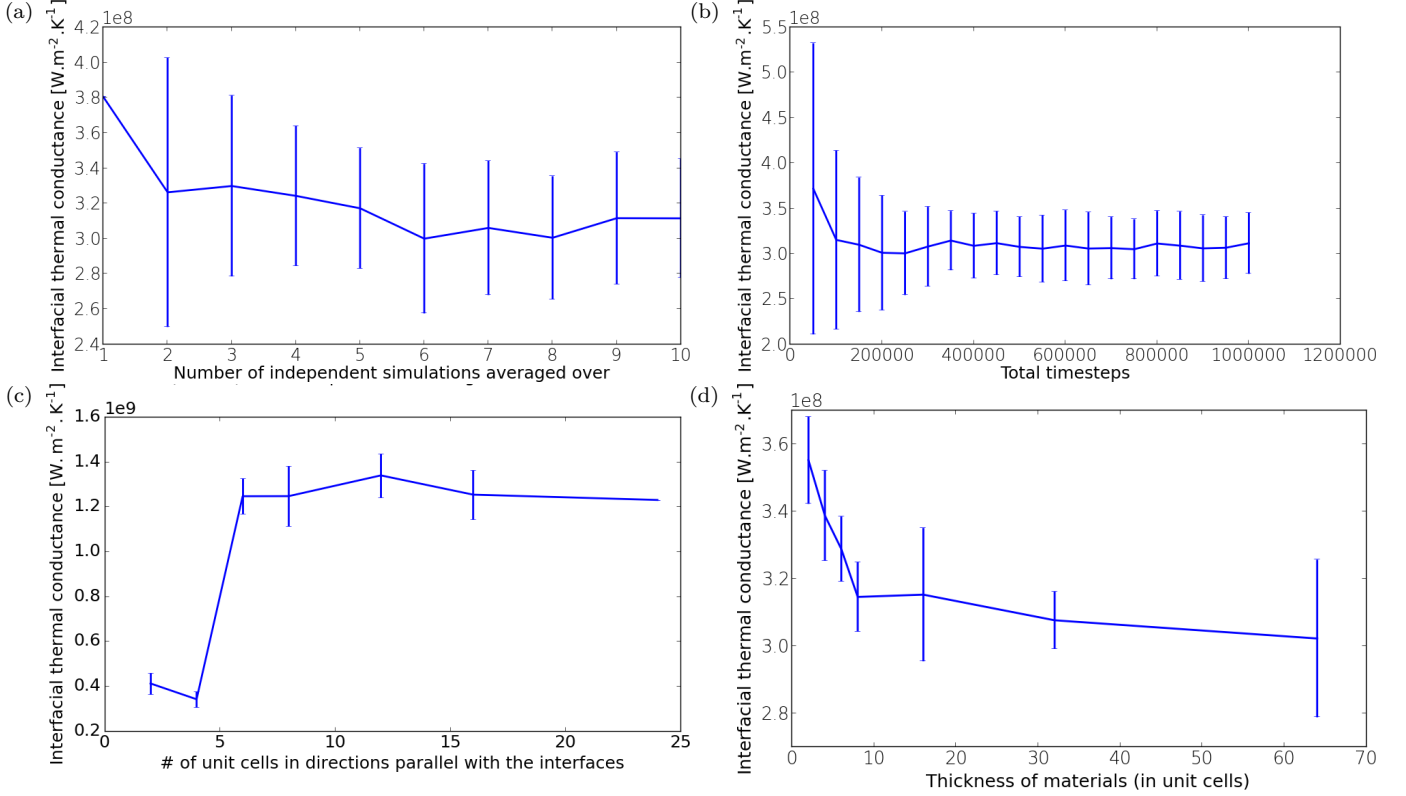 (a)
1e8
Interfacial thermal conductance [W.m-2.K-1]
4.2
4.0
3.8
3.6
3.4
3.2
3.0
2.8
2.6
2.4
1 2 3 4 5 6 7 8 9 10
Number of independent simulations averaged over
(b)
1e8
Interfacial thermal conductance [W.m-2.K-1]
5.5
5.0
4.5
4.0
3.5
3.0
2.5
2.0
0 200000 400000 600000 800000 1000000 1200000
Total timesteps
(c)
1e9
Interfacial thermal conductance [W.m-2.K-1]
1.6
1.4
1.2
1.0
0.8
0.6
0.4
0.2
0 5 10 15 20 25
# of unit cells in directions parallel with the interfaces
(d)
1e8
Interfacial thermal conductance [W.m-2.K-1]
3.6
3.4
3.2
3.0
2.8
0 10 20 30 40 50 60 70
Thickness of materials (in unit cells)